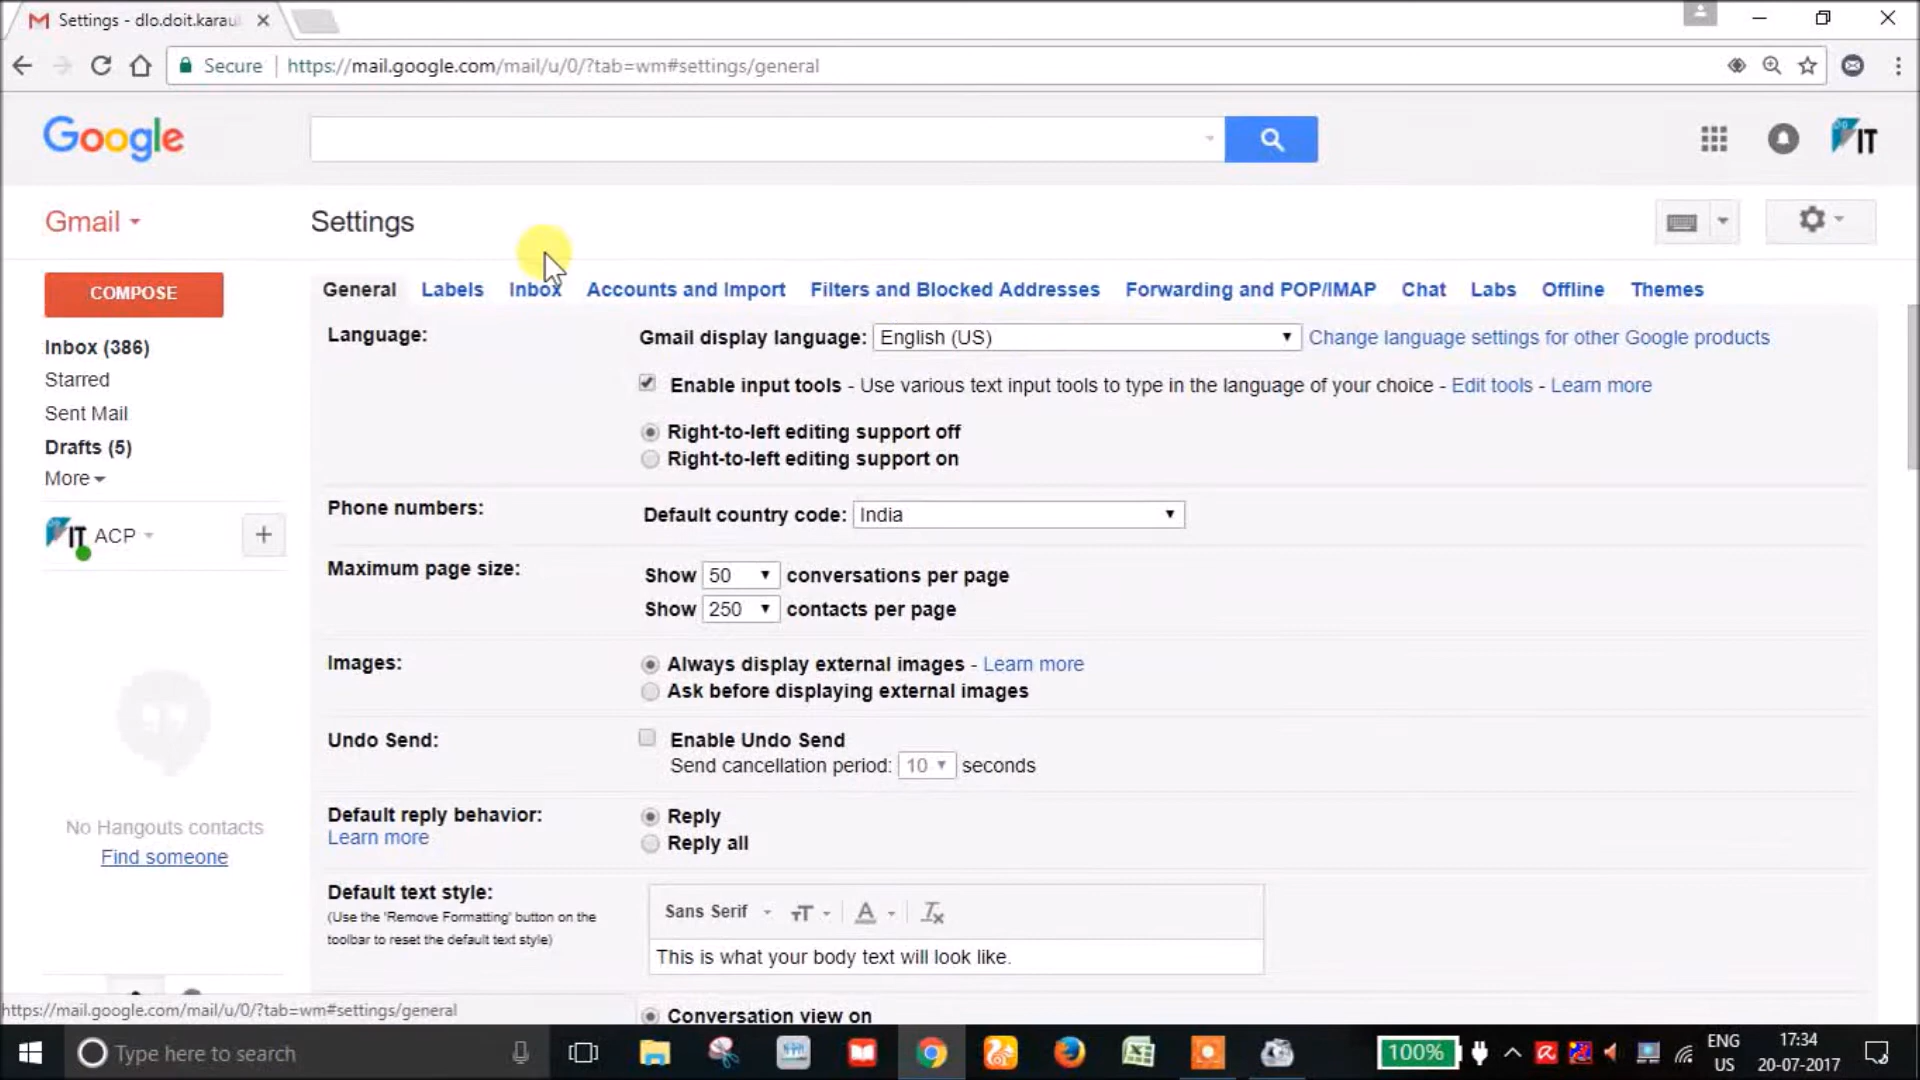 Settings - dlo.doit.karaul
Secure
https://mail.google.com/mail/u/0/?tab=wm#settings/general
Google
IT
Gmail
Settings
COMPOSE
Inbox (386)
Starred
Sent Mail
Drafts (5)
More
IT ACP
No Hangouts contacts
Find someone
General Labels Inbox Accounts and Import Filters and Blocked Addresses Forwarding and POP/IMAP Chat Labs Offline Themes
Language:
Gmail display language: English (US) Change language settings for other Google products
Enable input tools - Use various text input tools to type in the language of your choice - Edit tools - Learn more
Right-to-left editing support off
Right-to-left editing support on
Phone numbers:
Default country code: India
Maximum page size:
Show 50 conversations per page
Show 250 contacts per page
Images:
Always display external images - Learn more
Ask before displaying external images
Undo Send:
Enable Undo Send
Send cancellation period: 10 seconds
Default reply behavior:
Learn more
Reply
Reply all
Default text style:
(Use the 'Remove Formatting' button on the
toolbar to reset the default text style)
Sans Serif
This is what your body text will look like.
Conversation view on
https://mail.google.com/mail/u/0/?tab=wm#settings/general
Type here to search
100%
ENG
US
17:34
20-07-2017